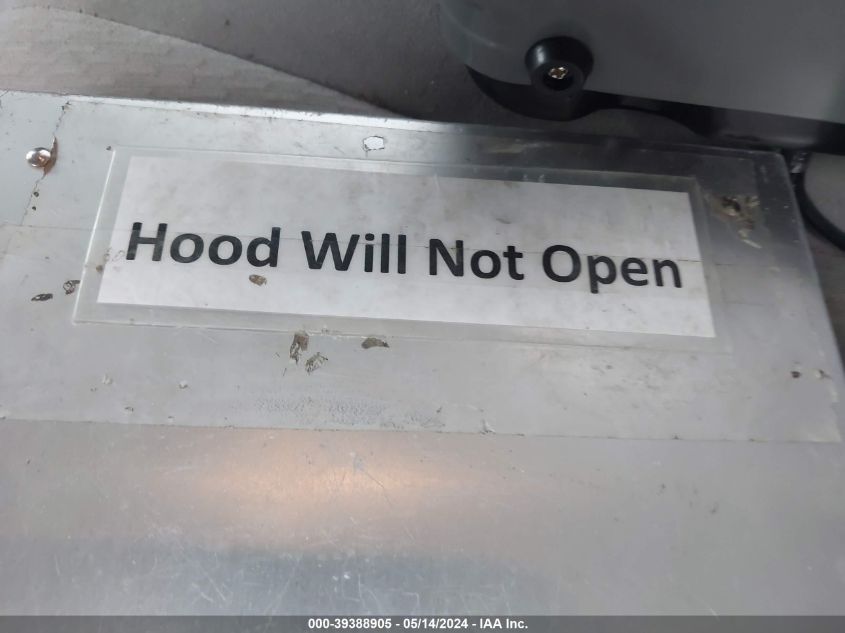 Hood Will Not Open
000-39388905 - 05/14/2024 - IAA Inc.